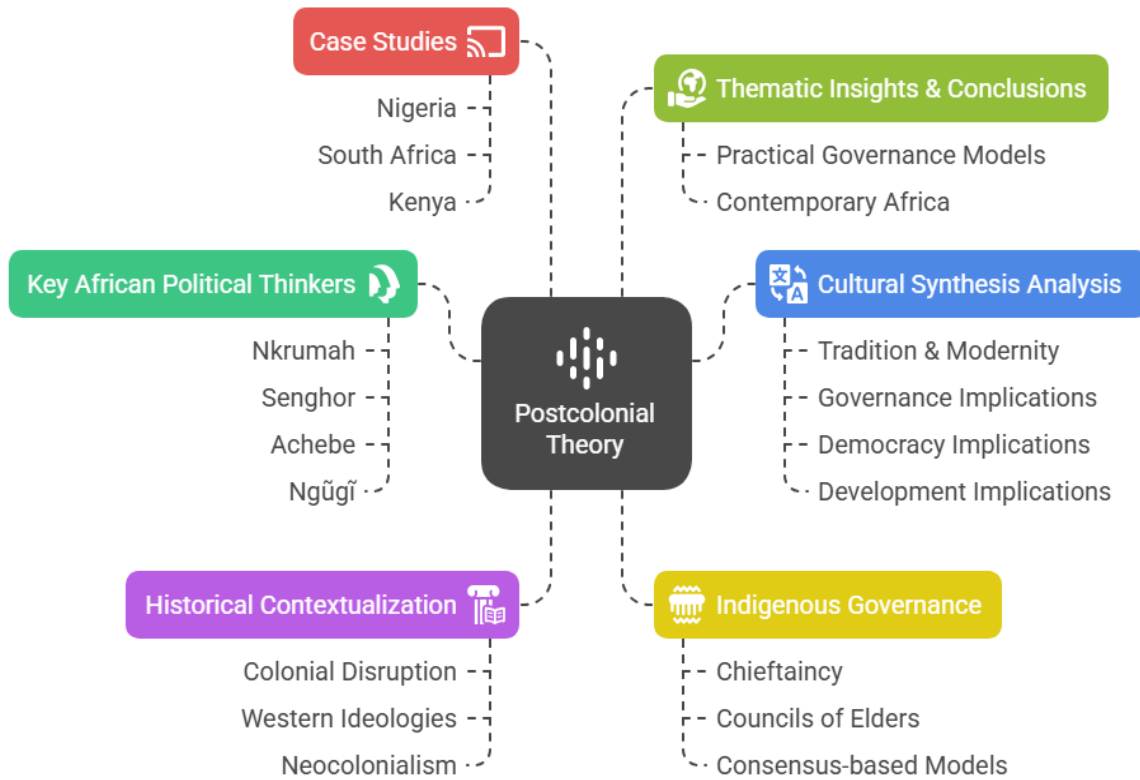 Case Studies
Nigeria
South Africa
Kenya
Thematic Insights & Conclusions
Practical Governance Models
Contemporary Africa
Key African Political Thinkers
Nkrumah
Senghor
Achebe
Ngũgĩ
Postcolonial
Theory
文
A
Cultural Synthesis Analysis
Tradition & Modernity
Governance Implications
Democracy Implications
Development Implications
Historical Contextualization
Colonial Disruption
Western Ideologies
Neocolonialism
Indigenous Governance
Chieftaincy
Councils of Elders
Consensus-based Models